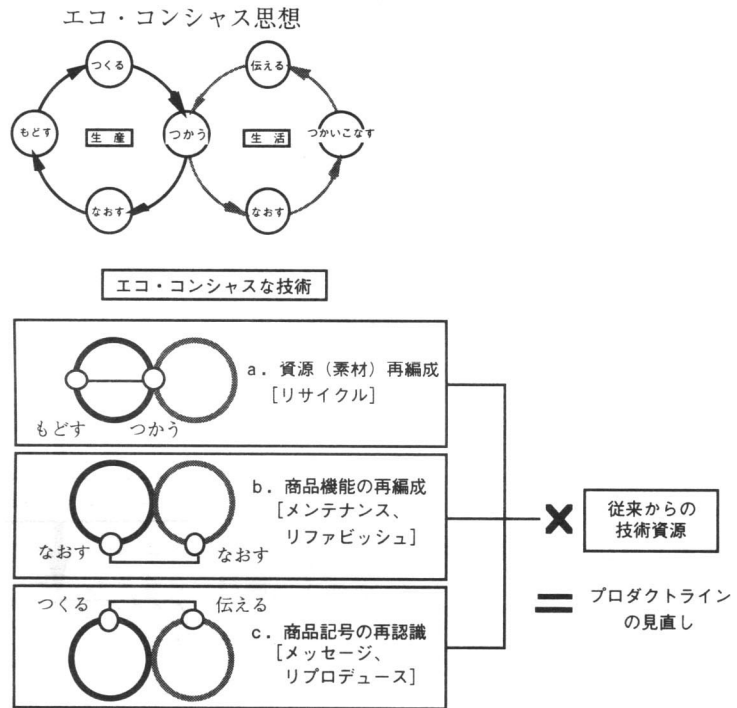 エコ・コンシャス思想
つくる
伝える
もどす
生産
つかう
生活
つかいこなす
なおす
なおす
エコ・コンシャスな技術
a．資源（素材）再編成
［リサイクル］
もどす
つかう
b．商品機能の再編成
［メンテナンス、
リファビッシュ］
なおす
なおす
つくる
伝える
c．商品記号の再認識
［メッセージ、
リプロデュース］
×
従来からの
技術資源
＝
プロダクトライン
の見直し